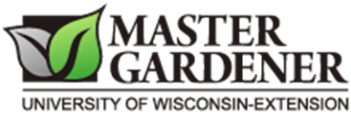 MASTER
GARDENER
UNIVERSITY OF WISCONSIN-EXTENSION